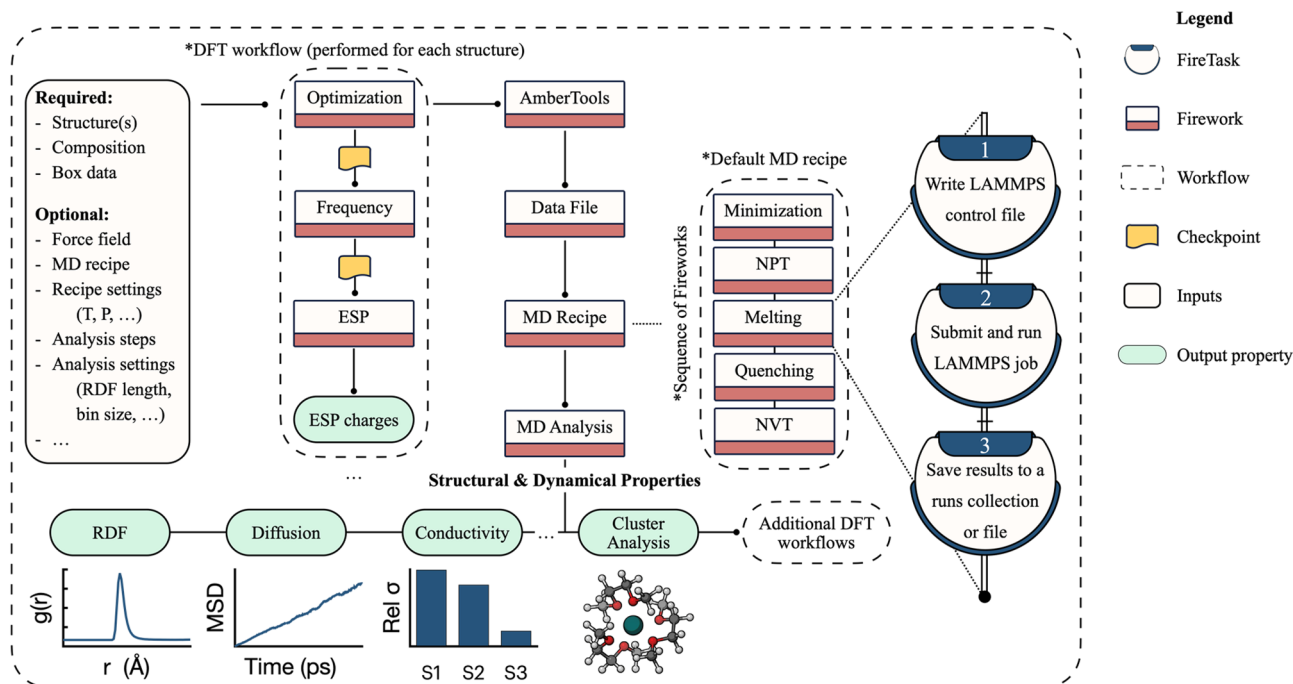 *DFT workflow (performed for each structure)
Required:
- Structure(s)
- Composition
- Box data
Optional:
- Force field
- MD recipe
- Recipe settings
(T, P, …)
- Analysis steps
- Analysis settings
(RDF length,
bin size, …)
- …
Optimization
Frequency
ESP
ESP charges
…
AmberTools
Data File
MD Recipe
MD Analysis
*Default MD recipe
*Sequence of Fireworks
Minimization
NPT
Melting
Quenching
NVT
1
Write LAMMPS
control file
2
Submit and run
LAMMPS job
3
Save results to a
runs collection
or file
Structural & Dynamical Properties
RDF
Diffusion
Conductivity
…
Cluster
Analysis
Additional DFT
workflows
g(r)
r (Å)
MSD
Time (ps)
Rel σ
S1 S2 S3
Legend
FireTask
Firework
Workflow
Checkpoint
Inputs
Output property